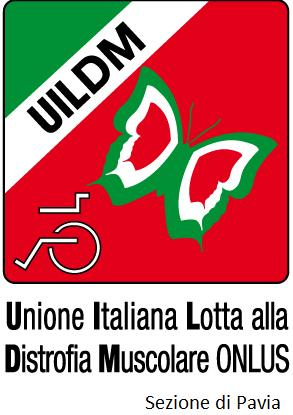 UILDM
Unione Italiana Lotta alla
Distrofia Muscolare ONLUS
Sezione di Pavia